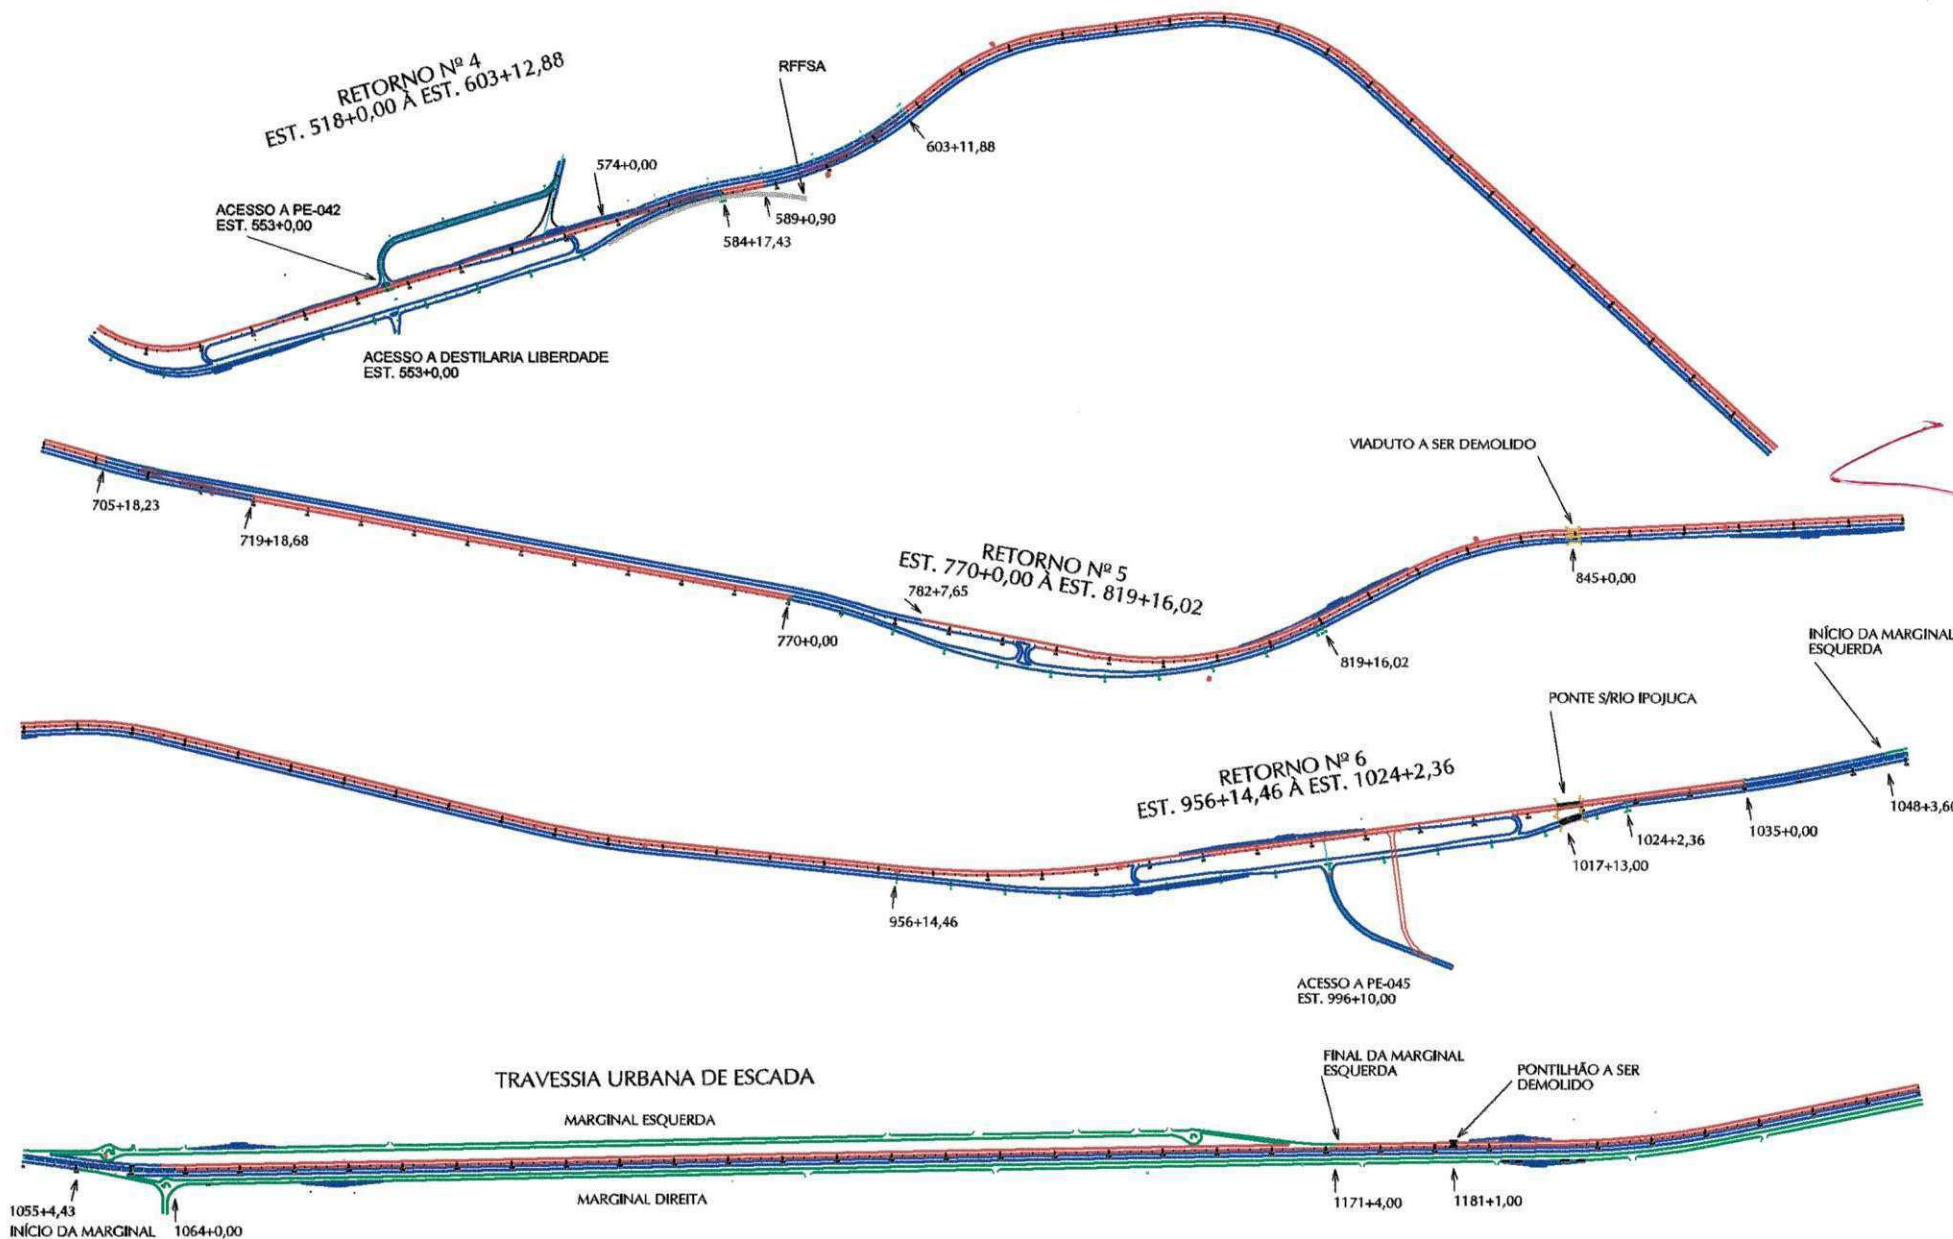 RETORNO Nº 4
EST. 518+0,00 À EST. 603+12,88
RFFSA
603+11,88
574+0,00
ACESSO A PE-042
EST. 553+0,00
589+0,90
584+17,43
ACESSO A DESTILARIA LIBERDADE
EST. 553+0,00
VIADUTO A SER DEMOLIDO
705+18,23
719+18,68
RETORNO Nº 5
EST. 770+0,00 À EST. 819+16,02
782+7,65
845+0,00
770+0,00
819+16,02
INÍCIO DA MARGINAL
ESQUERDA
PONTE S/RIO IPOJUCA
RETORNO Nº 6
EST. 956+14,46 À EST. 1024+2,36
1048+3,60
1035+0,00
1024+2,36
1017+13,00
956+14,46
ACESSO A PE-045
EST. 996+10,00
TRAVESSIA URBANA DE ESCADA
FINAL DA MARGINAL
ESQUERDA
PONTILHÃO A SER
DEMOLIDO
MARGINAL ESQUERDA
MARGINAL DIREITA
1171+4,00
1181+1,00
1055+4,43
INÍCIO DA MARGINAL
1064+0,00